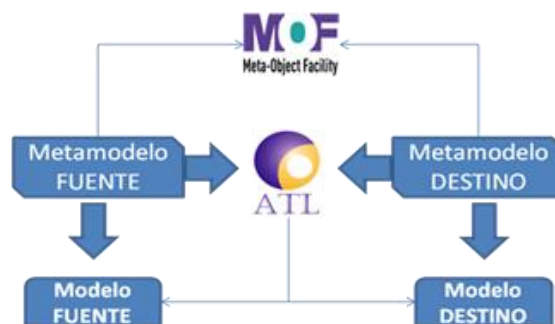 MOF
Meta-Object Facility
Metamodelo
FUENTE
ATL
Metamodelo
DESTINO
Modelo
FUENTE
Modelo
DESTINO